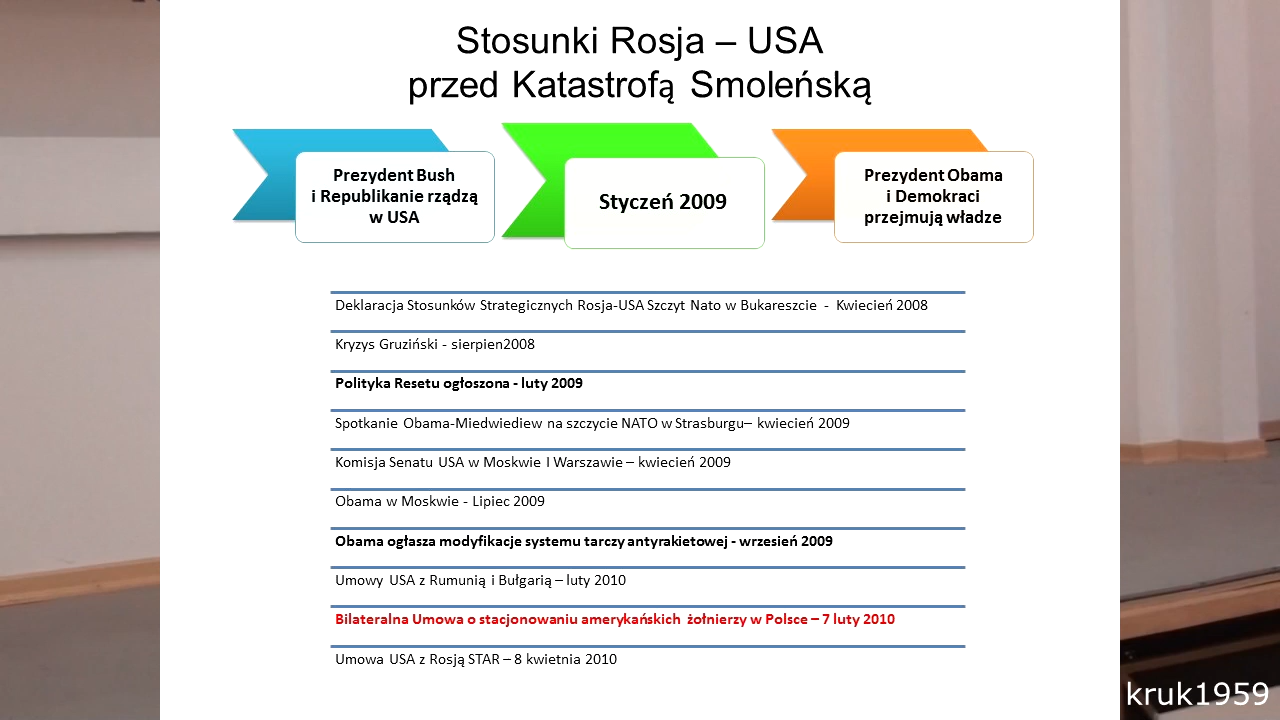 Stosunki Rosja – USA
przed Katastrofą Smoleńską
Prezydent Bush
i Republikanie rządzą
w USA
Styczeń 2009
Prezydent Obama
i Demokraci
przejmują władze
Deklaracja Stosunków Strategicznych Rosja-USA Szczyt Nato w Bukareszcie - Kwiecień 2008
Kryzys Gruziński - sierpien2008
Polityka Resetu ogłoszona - luty 2009
Spotkanie Obama-Miedwiediew na szczycie NATO w Strasburgu– kwiecień 2009
Komisja Senatu USA w Moskwie I Warszawie – kwiecień 2009
Obama w Moskwie - Lipiec 2009
Obama ogłasza modyfikacje systemu tarczy antyrakietowej - wrzesień 2009
Umowy USA z Rumunią i Bułgarią – luty 2010
Bilateralna Umowa o stacjonowaniu amerykańskich żołnierzy w Polsce – 7 luty 2010
Umowa USA z Rosją STAR – 8 kwietnia 2010
kruk1959